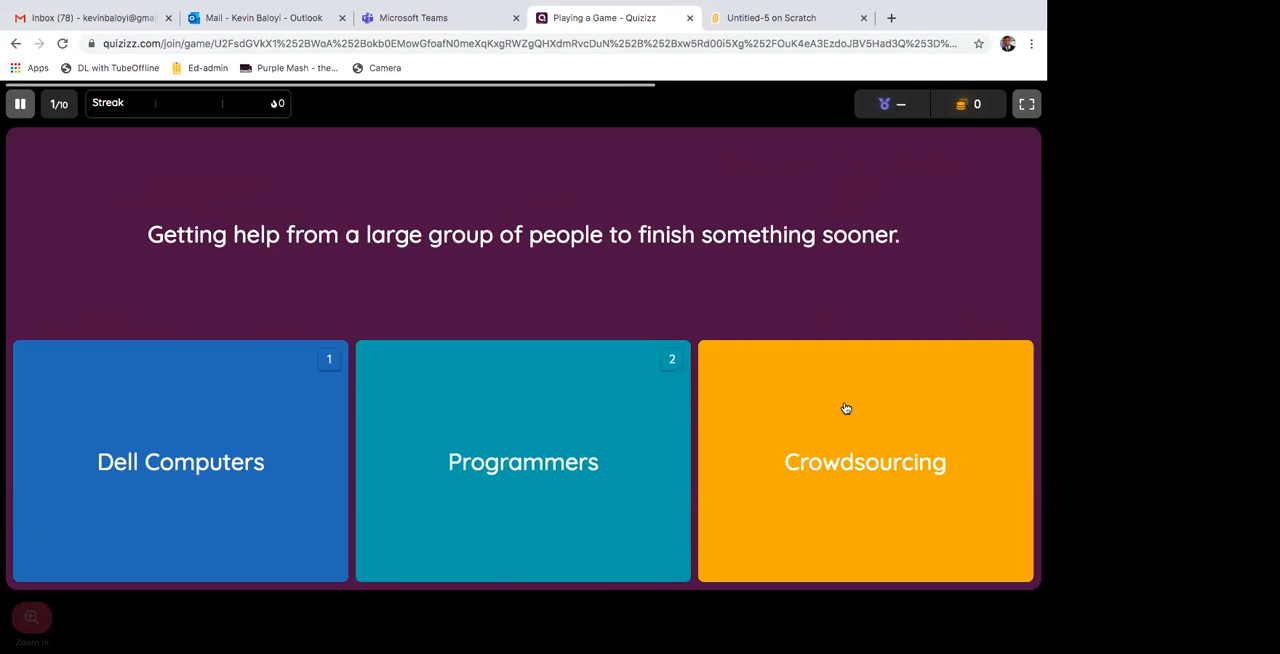 Inbox (78) - kevinbaloyi@gma
Mail - Kevin Baloyi - Outlook
Microsoft Teams
Playing a Game - Quizizz
Untitled-5 on Scratch
quizizz.com/join/game/U2FsdGVkX1%252BWoA%252Bokb0EMowGfoafN0meXqKxgRWZgQHXdmRvcDuN%252B%252Bxw5Rd00i5Xg%252FOuK4eA3EzdoJBV5Had3Q%253D%...
Apps
DL with TubeOffline
Ed-admin
Purple Mash - the...
Camera
1/10
Streak
0
–
0
Getting help from a large group of people to finish something sooner.
1
2
Dell Computers
Programmers
Crowdsourcing
Zoom In